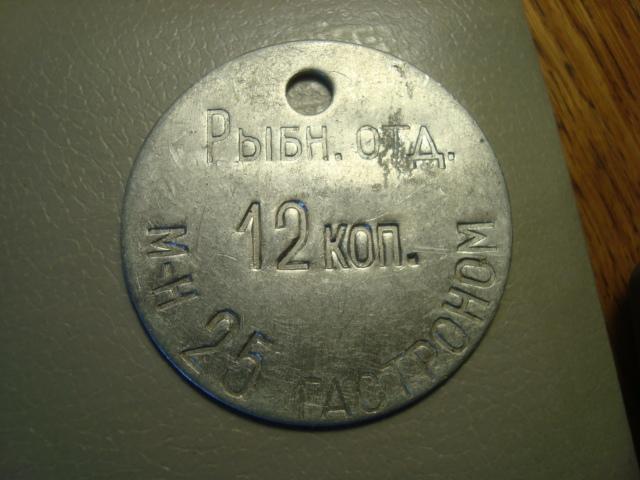 Рыбн. отд.
12 коп.
м-н 25 гастроном